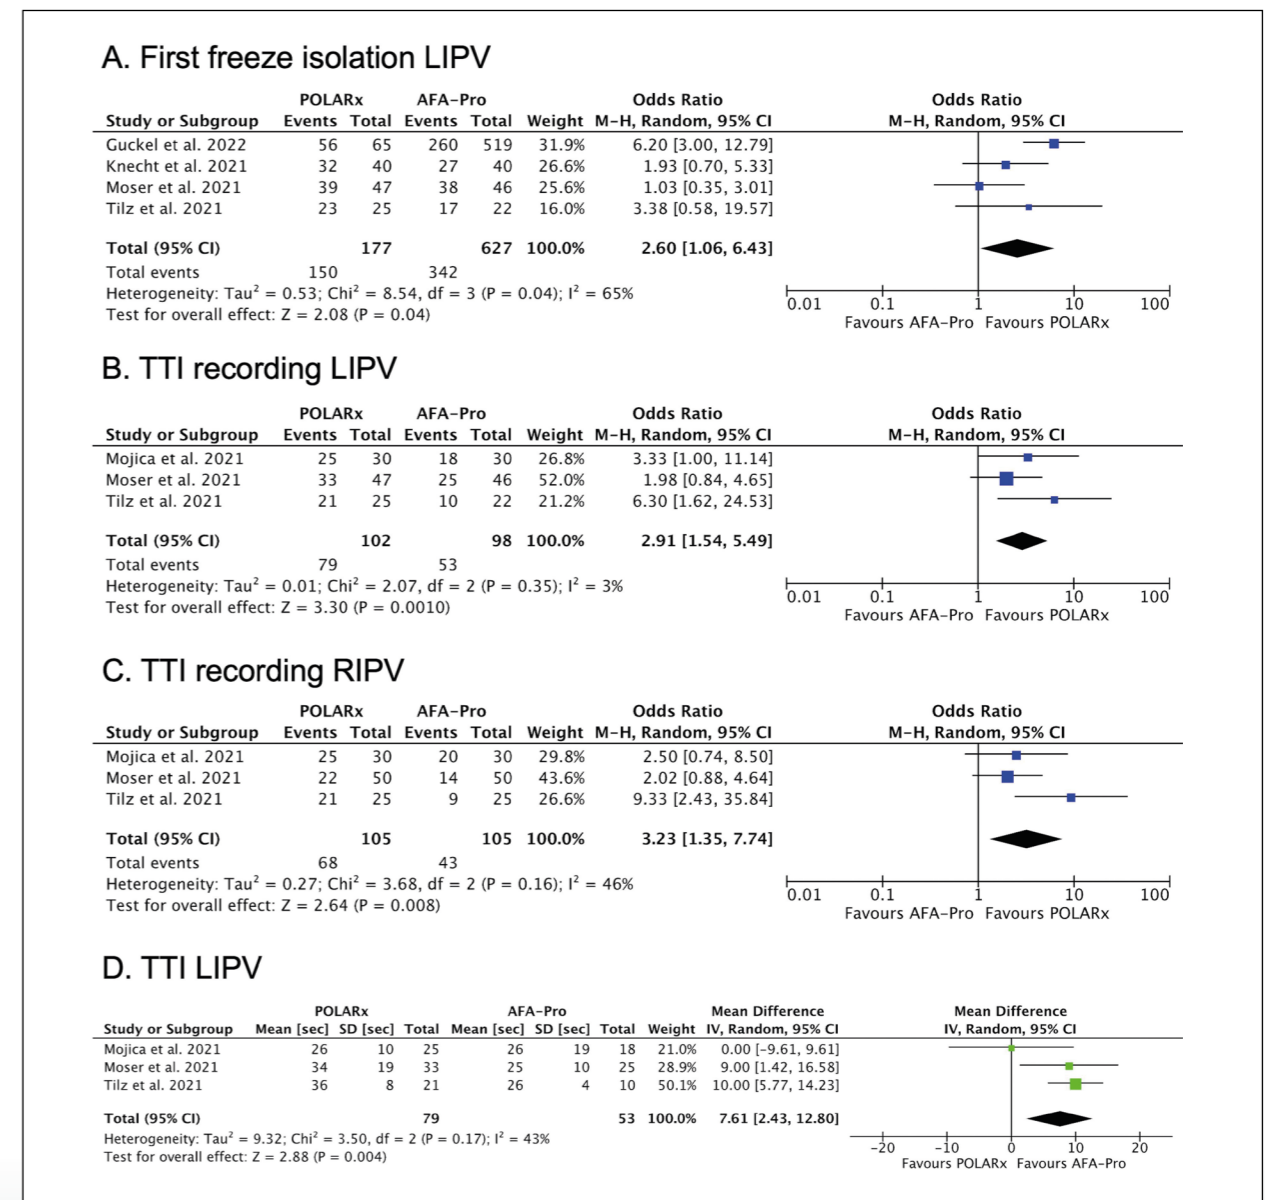 A. First freeze isolation LIPV
POLARx AFA-Pro Odds Ratio Odds Ratio
Study or Subgroup Events Total Events Total Weight M-H, Random, 95% CI M-H, Random, 95% CI
Guckel et al. 2022 56 65 260 519 31.9% 6.20 [3.00, 12.79]
Knecht et al. 2021 32 40 27 40 26.6% 1.93 [0.70, 5.33]
Moser et al. 2021 39 47 38 46 25.6% 1.03 [0.35, 3.01]
Tilz et al. 2021 23 25 17 22 16.0% 3.38 [0.58, 19.57]
Total (95% CI) 177 627 100.0% 2.60 [1.06, 6.43]
Total events 150 342
Heterogeneity: Tau² = 0.53; Chi² = 8.54, df = 3 (P = 0.04); I² = 65%
Test for overall effect: Z = 2.08 (P = 0.04)
0.01 0.1 1 10 100
Favours AFA-Pro Favours POLARx
B. TTI recording LIPV
POLARx AFA-Pro Odds Ratio Odds Ratio
Study or Subgroup Events Total Events Total Weight M-H, Random, 95% CI M-H, Random, 95% CI
Mojica et al. 2021 25 30 18 30 26.8% 3.33 [1.00, 11.14]
Moser et al. 2021 33 47 25 46 52.0% 1.98 [0.84, 4.65]
Tilz et al. 2021 21 25 10 22 21.2% 6.30 [1.62, 24.53]
Total (95% CI) 102 98 100.0% 2.91 [1.54, 5.49]
Total events 79 53
Heterogeneity: Tau² = 0.01; Chi² = 2.07, df = 2 (P = 0.35); I² = 3%
Test for overall effect: Z = 3.30 (P = 0.0010)
0.01 0.1 1 10 100
Favours AFA-Pro Favours POLARx
C. TTI recording RIPV
POLARx AFA-Pro Odds Ratio Odds Ratio
Study or Subgroup Events Total Events Total Weight M-H, Random, 95% CI M-H, Random, 95% CI
Mojica et al. 2021 25 30 20 30 29.8% 2.50 [0.74, 8.50]
Moser et al. 2021 22 50 14 50 43.6% 2.02 [0.88, 4.64]
Tilz et al. 2021 21 25 9 25 26.6% 9.33 [2.43, 35.84]
Total (95% CI) 105 105 100.0% 3.23 [1.35, 7.74]
Total events 68 43
Heterogeneity: Tau² = 0.27; Chi² = 3.68, df = 2 (P = 0.16); I² = 46%
Test for overall effect: Z = 2.64 (P = 0.008)
0.01 0.1 1 10 100
Favours AFA-Pro Favours POLARx
D. TTI LIPV
POLARx AFA-Pro Mean Difference Mean Difference
Study or Subgroup Mean [sec] SD [sec] Total Mean [sec] SD [sec] Total Weight IV, Random, 95% CI IV, Random, 95% CI
Mojica et al. 2021 26 10 25 26 19 18 21.0% 0.00 [-9.61, 9.61]
Moser et al. 2021 34 19 33 25 10 25 28.9% 9.00 [1.42, 16.58]
Tilz et al. 2021 36 8 21 26 4 10 50.1% 10.00 [5.77, 14.23]
Total (95% CI) 79 53 100.0% 7.61 [2.43, 12.80]
Heterogeneity: Tau² = 9.32; Chi² = 3.50, df = 2 (P = 0.17); I² = 43%
Test for overall effect: Z = 2.88 (P = 0.004)
-20 -10 0 10 20
Favours POLARx Favours AFA-Pro